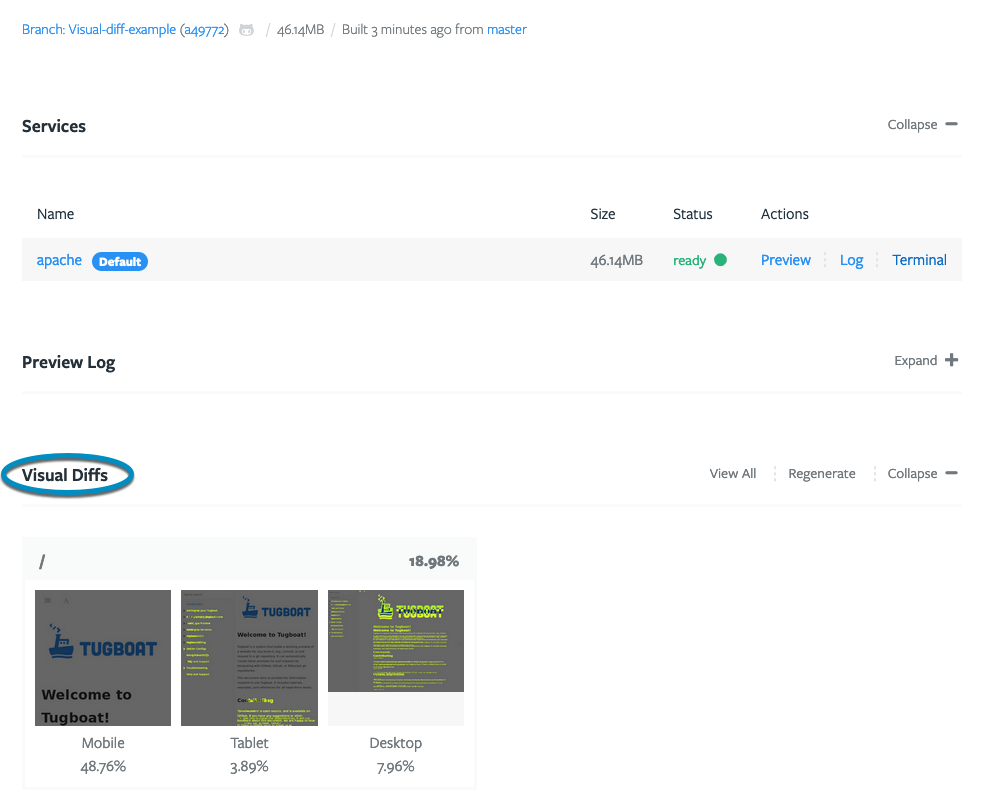 Branch: Visual-diff-example (a49772) / 46.14MB / Built 3 minutes ago from master
Services Collapse
Name Size Status Actions
apache Default 46.14MB ready Preview Log Terminal
Preview Log Expand
Visual Diffs View All Regenerate Collapse
/ 18.98%
TUGBOAT
Welcome to
Tugboat!
TUGBOAT
Welcome to Tugboat!
TUGBOAT
Mobile Tablet Desktop
48.76% 3.89% 7.96%